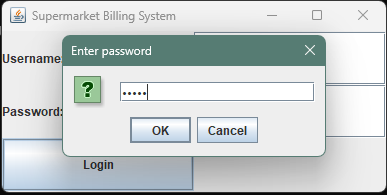 Supermarket Billing System
Enter password
Username:
?
•••••
Password:
OK
Cancel
Login